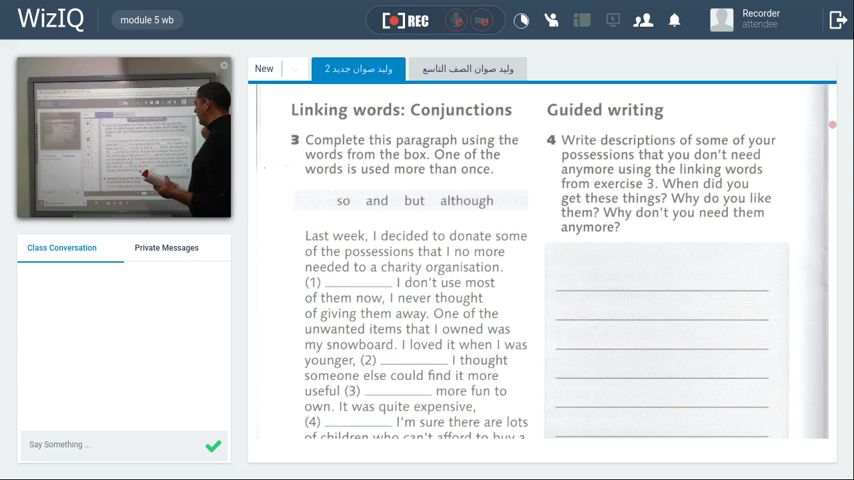 WizIQ
module 5 wb
REC
Recorder
attendee
New
وليد صوان جديد 2
وليد صوان الصف التاسع
Linking words: Conjunctions
3 Complete this paragraph using the
words from the box. One of the
words is used more than once.
so and but although
Last week, I decided to donate some
of the possessions that I no more
needed to a charity organisation.
(1) __________ I don't use most
of them now, I never thought
of giving them away. One of the
unwanted items that I owned was
my snowboard. I loved it when I was
younger, (2) __________ I thought
someone else could find it more
useful (3) __________ more fun to
own. It was quite expensive,
(4) __________ I'm sure there are lots
of children who can't afford to buy a
Guided writing
4 Write descriptions of some of your
possessions that you don't need
anymore using the linking words
from exercise 3. When did you
get these things? Why do you like
them? Why don't you need them
anymore?
Class Conversation
Private Messages
Say Something ...